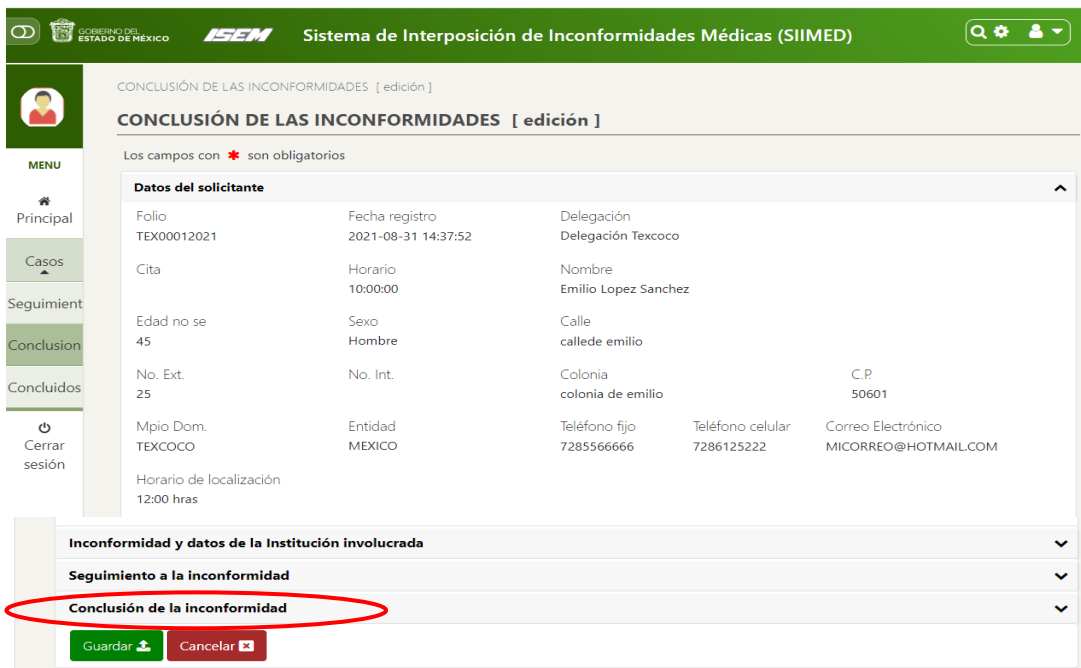 GOBIERNO DEL
ESTADO DE MÉXICO
ISEM
Sistema de Interposición de Inconformidades Médicas (SIIMED)
CONCLUSIÓN DE LAS INCONFORMIDADES [ edición ]
CONCLUSIÓN DE LAS INCONFORMIDADES [ edición ]
Los campos con * son obligatorios
MENU
Principal
Casos
Seguimient
Conclusion
Concluidos
Cerrar
sesión
Datos del solicitante
Folio Fecha registro Delegación
TEX00012021 2021-08-31 14:37:52 Delegación Texcoco
Cita Horario Nombre
10:00:00 Emilio Lopez Sanchez
Edad no se Sexo Calle
45 Hombre callede emilio
No. Ext. No. Int. Colonia C.P.
25 colonia de emilio 50601
Mpio Dom. Entidad Teléfono fijo Teléfono celular Correo Electrónico
TEXCOCO MEXICO 7285566666 7286125222 MICORREO@HOTMAIL.COM
Horario de localización
12:00 hras
Inconformidad y datos de la Institución involucrada
Seguimiento a la inconformidad
Conclusión de la inconformidad
Guardar Cancelar